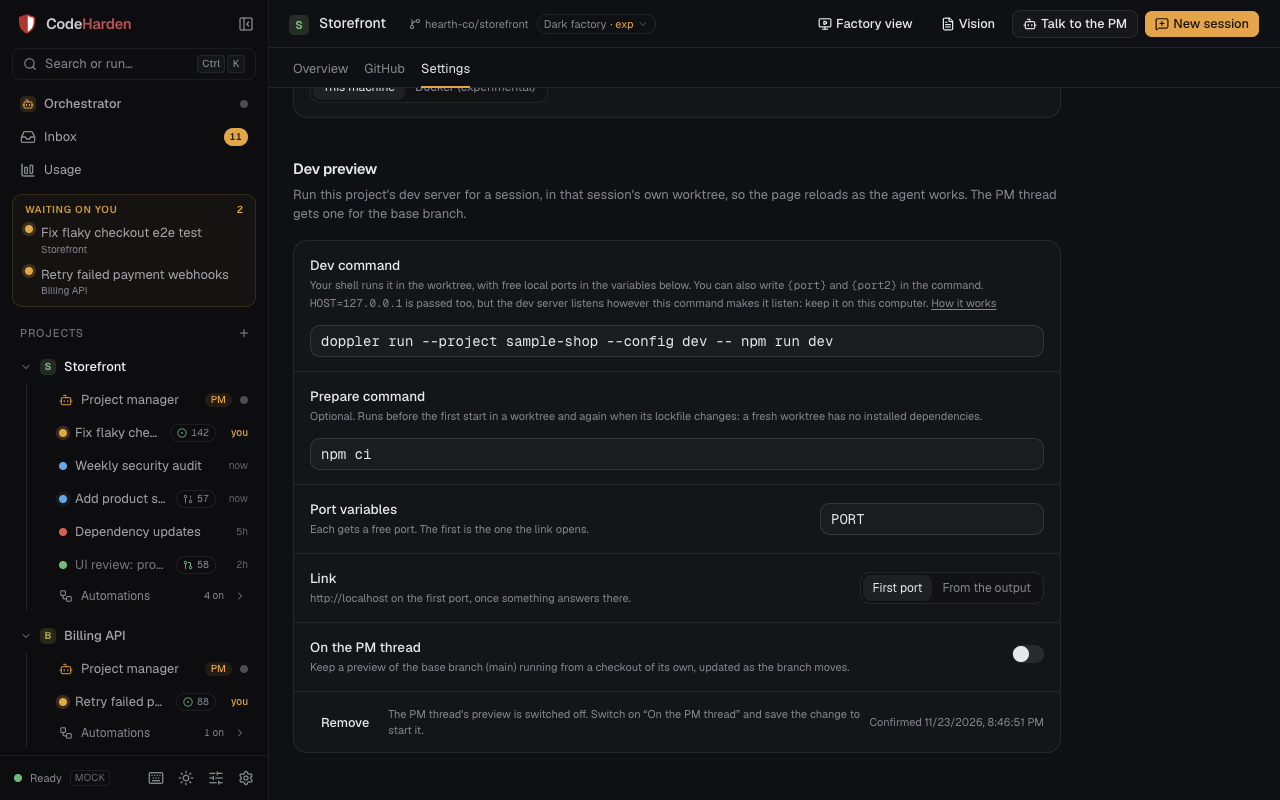 CodeHarden
Search or run...
Ctrl
K
Orchestrator
Inbox
11
Usage
WAITING ON YOU
2
Fix flaky checkout e2e test
Storefront
Retry failed payment webhooks
Billing API
PROJECTS
S
Storefront
Project manager
PM
Fix flaky che...
142
you
Weekly security audit
now
Add product s...
57
now
Dependency updates
5h
UI review: pro...
58
2h
Automations
4 on
B
Billing API
Project manager
PM
Retry failed p...
88
you
Automations
1 on
Ready
MOCK
S
Storefront
hearth-co/storefront
Dark factory · exp
Factory view
Vision
Talk to the PM
New session
Overview
GitHub
Settings
This machine
Docker (experimental)
Dev preview
Run this project's dev server for a session, in that session's own worktree, so the page reloads as the agent works. The PM thread
gets one for the base branch.
Dev command
Your shell runs it in the worktree, with free local ports in the variables below. You can also write {port} and {port2} in the command.
HOST=127.0.0.1 is passed too, but the dev server listens however this command makes it listen: keep it on this computer. How it works
doppler run --project sample-shop --config dev -- npm run dev
Prepare command
Optional. Runs before the first start in a worktree and again when its lockfile changes: a fresh worktree has no installed dependencies.
npm ci
Port variables
Each gets a free port. The first is the one the link opens.
PORT
Link
http://localhost on the first port, once something answers there.
First port
From the output
On the PM thread
Keep a preview of the base branch (main) running from a checkout of its own, updated as the branch moves.
Remove
The PM thread's preview is switched off. Switch on “On the PM thread” and save the change to
start it.
Confirmed 11/23/2026, 8:46:51 PM